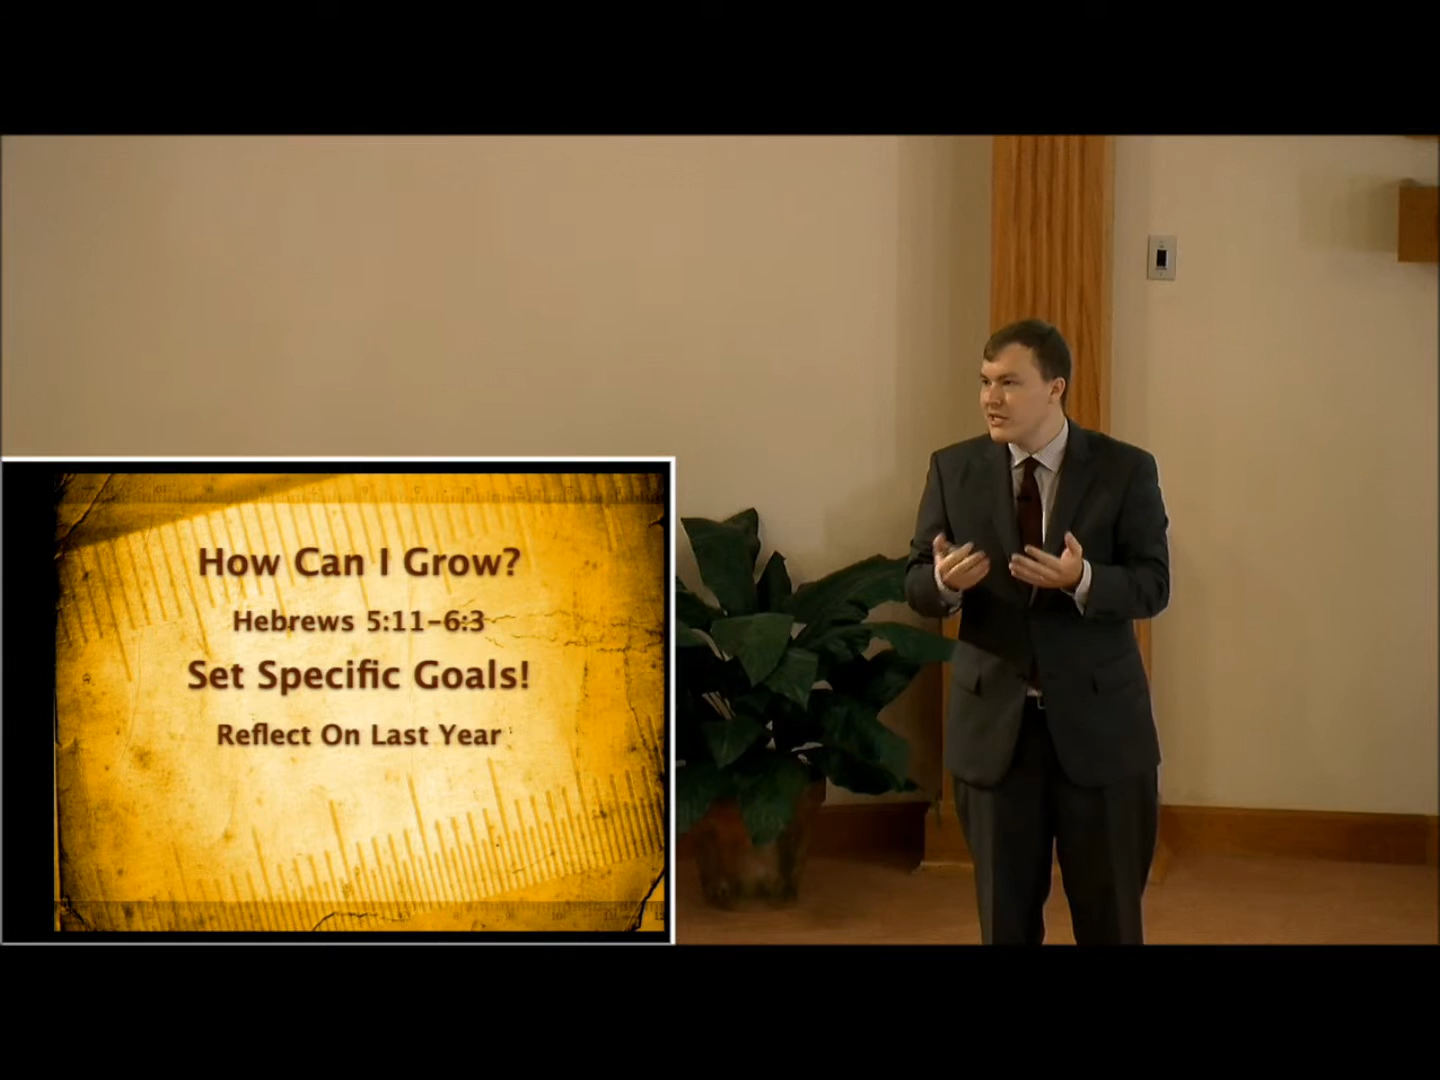 How Can I Grow?
Hebrews 5:11-6:3
Set Specific Goals!
Reflect On Last Year